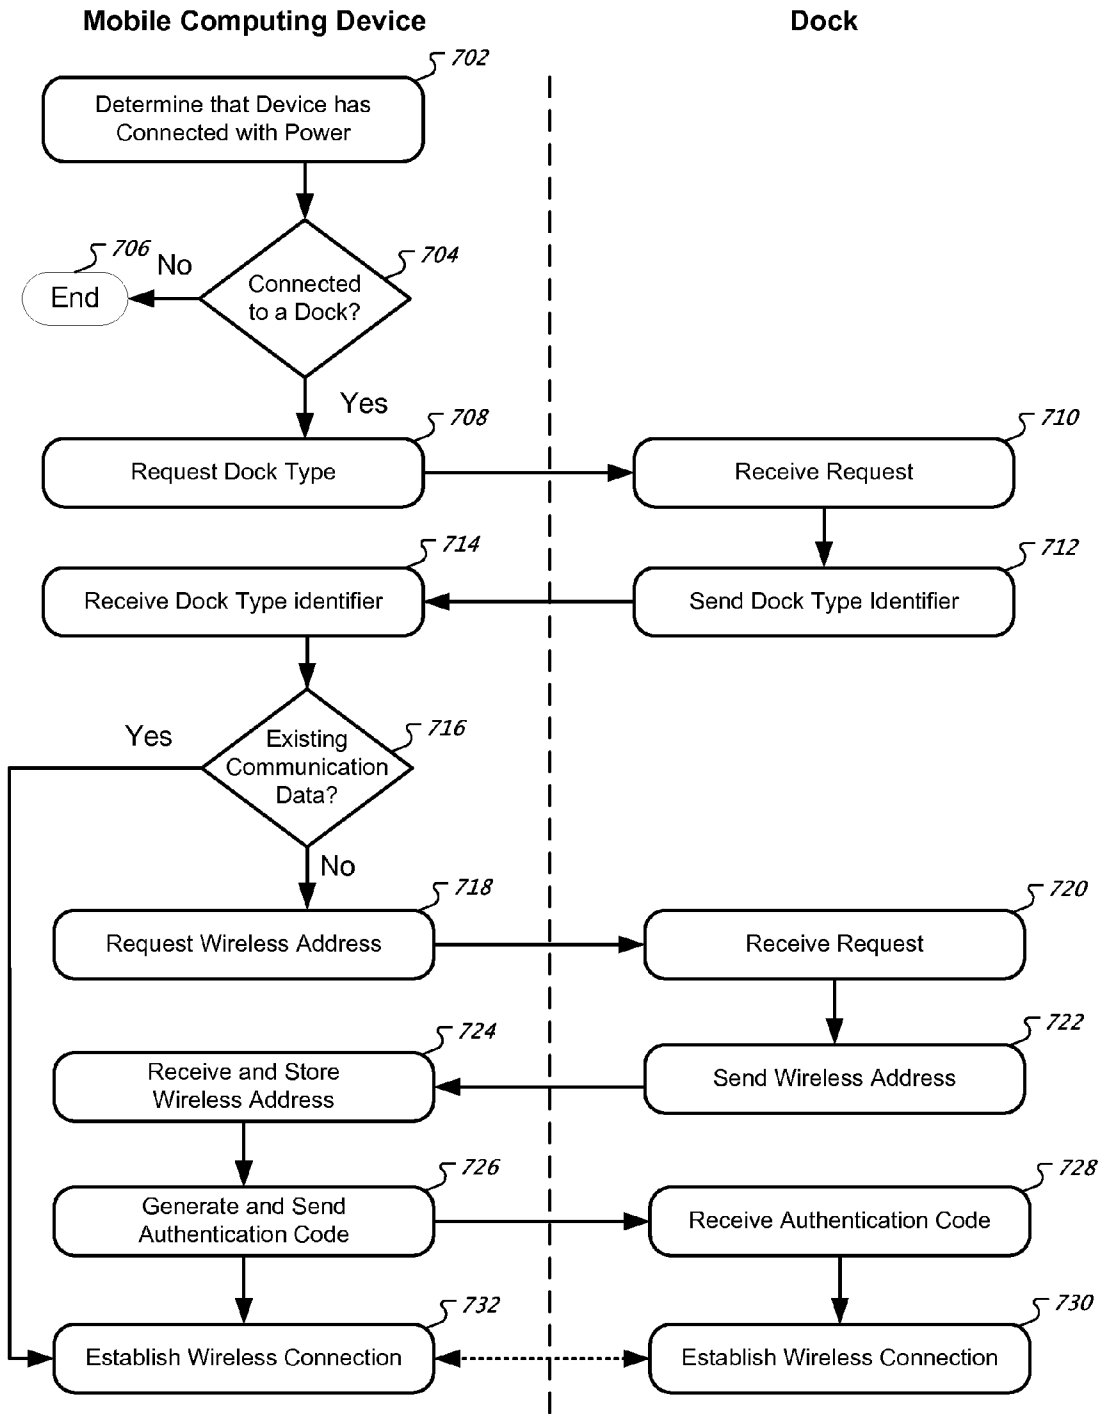 Mobile Computing Device
Dock
702
Determine that Device has
Connected with Power
706
No
704
End
Connected
to a Dock?
Yes
708
710
Request Dock Type
Receive Request
714
712
Receive Dock Type identifier
Send Dock Type Identifier
Yes
716
Existing
Communication
Data?
No
718
720
Request Wireless Address
Receive Request
724
722
Receive and Store
Wireless Address
Send Wireless Address
726
728
Generate and Send
Authentication Code
Receive Authentication Code
732
730
Establish Wireless Connection
Establish Wireless Connection